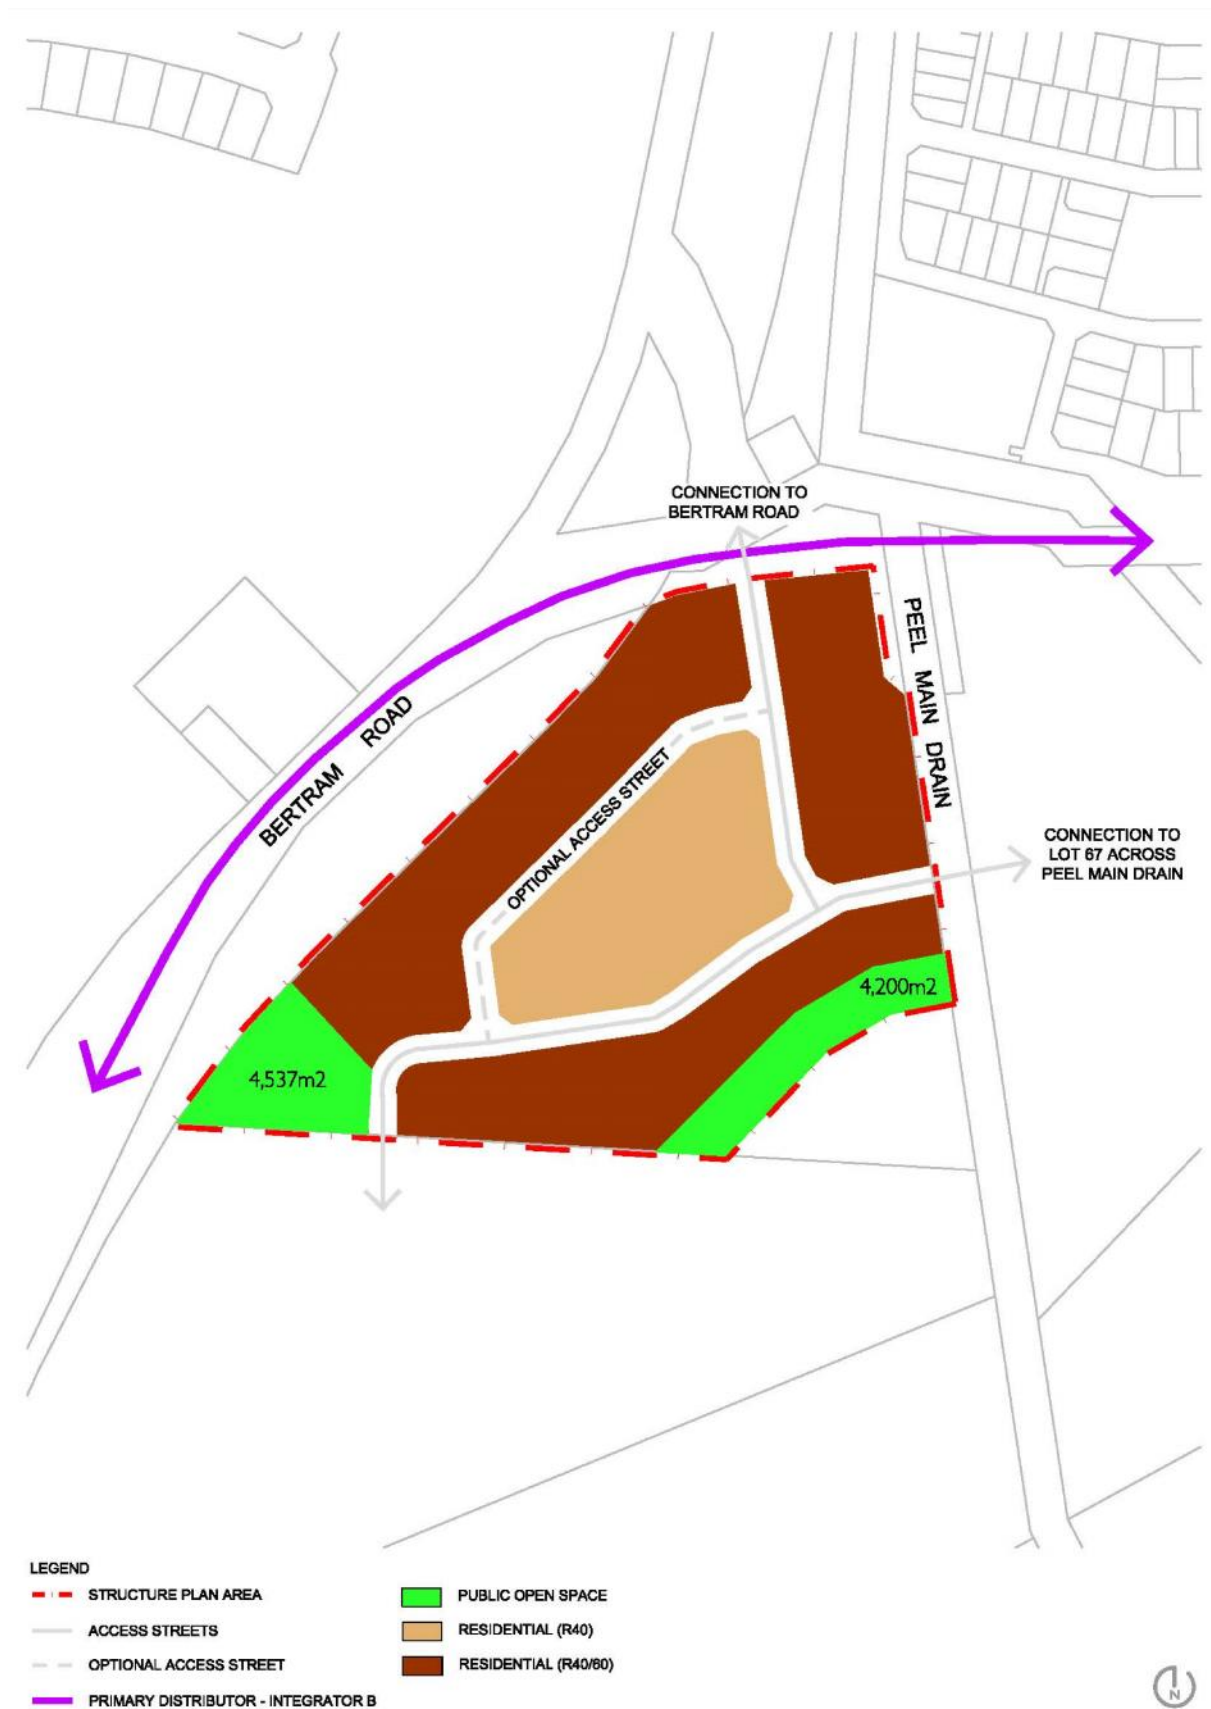 CONNECTION TO
BERTRAM ROAD
PEEL MAIN DRAIN
BERTRAM ROAD
OPTIONAL ACCESS STREET
CONNECTION TO
LOT 67 ACROSS
PEEL MAIN DRAIN
4,200m2
4,537m2
LEGEND
STRUCTURE PLAN AREA
ACCESS STREETS
OPTIONAL ACCESS STREET
PRIMARY DISTRIBUTOR - INTEGRATOR B
PUBLIC OPEN SPACE
RESIDENTIAL (R40)
RESIDENTIAL (R40/60)
N